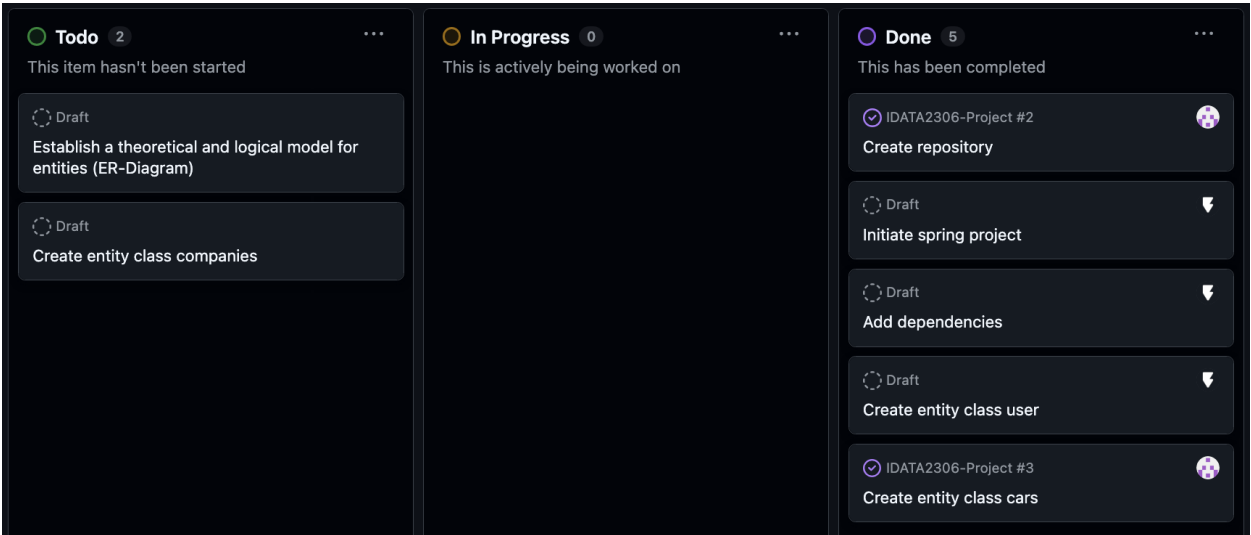 Todo 2
This item hasn't been started
Draft
Establish a theoretical and logical model for
entities (ER-Diagram)
Draft
Create entity class companies
In Progress 0
This is actively being worked on
Done 5
This has been completed
IDATA2306-Project #2
Create repository
Draft
Initiate spring project
Draft
Add dependencies
Draft
Create entity class user
IDATA2306-Project #3
Create entity class cars